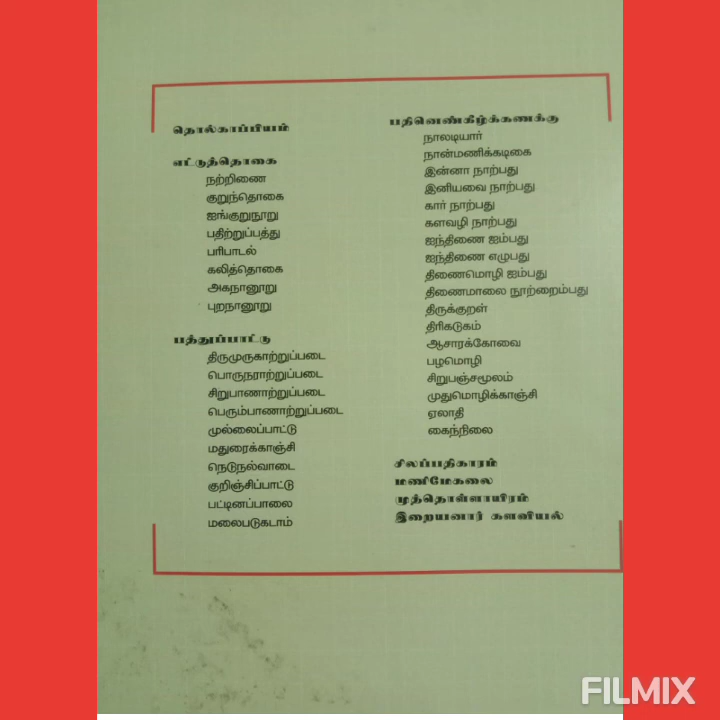 தொல்காப்பியம்
எட்டுத்தொகை
நற்றிணை
குறுந்தொகை
ஐங்குறுநூறு
பதிற்றுப்பத்து
பரிபாடல்
கலித்தொகை
அகநானூறு
புறநானூறு
பத்துப்பாட்டு
திருமுருகாற்றுப்படை
பொருநராற்றுப்படை
சிறுபாணாற்றுப்படை
பெரும்பாணாற்றுப்படை
முல்லைப்பாட்டு
மதுரைக்காஞ்சி
நெடுநல்வாடை
குறிஞ்சிப்பாட்டு
பட்டினப்பாலை
மலைபடுகடாம்
பதினெண்கீழ்க்கணக்கு
நாலடியார்
நான்மணிக்கடிகை
இன்னா நாற்பது
இனியவை நாற்பது
கார் நாற்பது
களவழி நாற்பது
ஐந்திணை ஐம்பது
ஐந்திணை எழுபது
திணைமொழி ஐம்பது
திணைமாலை நூற்றைம்பது
திருக்குறள்
திரிகடுகம்
ஆசாரக்கோவை
பழமொழி
சிறுபஞ்சமூலம்
முதுமொழிக்காஞ்சி
ஏலாதி
கைந்நிலை
சிலப்பதிகாரம்
மணிமேகலை
முத்தொள்ளாயிரம்
இறையனார் களவியல்
FILMIX